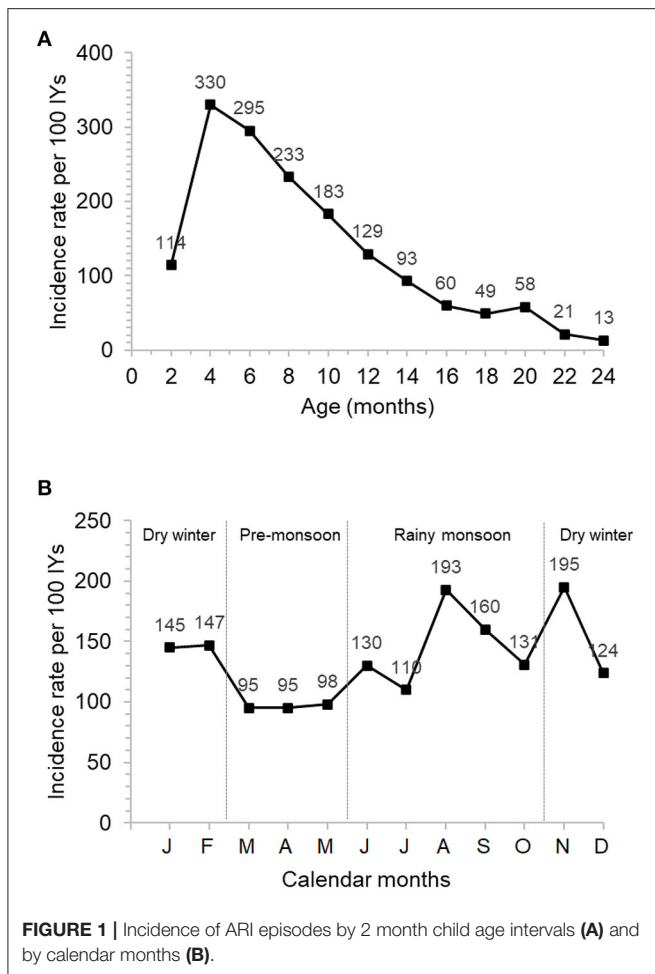 A
Incidence rate per 100 IYs
400
300
200
100
0
330
295
233
183
129
114
93
60
49
58
21
13
0 2 4 6 8 10 12 14 16 18 20 22 24
Age (months)
B
Incidence rate per 100 IYs
250
200
150
100
50
0
Dry winter Pre-monsoon Rainy monsoon Dry winter
145 147 95 95 98 130 110 193 160 131 195 124
J F M A M J J A S O N D
Calendar months
FIGURE 1 | Incidence of ARI episodes by 2 month child age intervals (A) and
by calendar months (B).